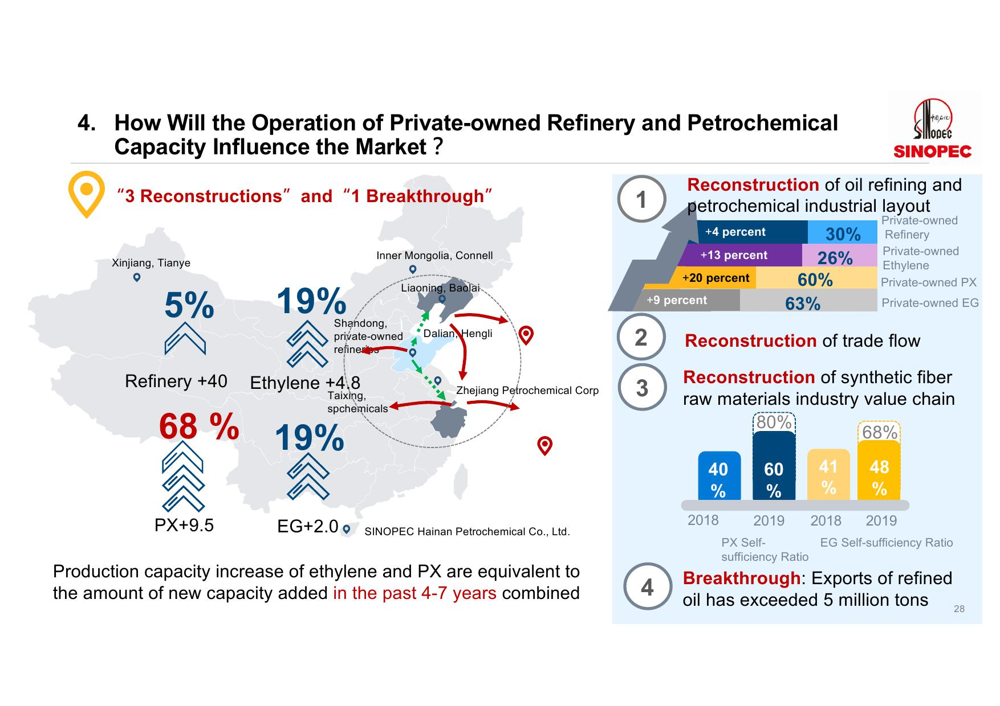 4. How Will the Operation of Private-owned Refinery and Petrochemical
Capacity Influence the Market？
SINOPEC
SINOPEC
“3 Reconstructions” and “1 Breakthrough”
Xinjiang, Tianye
Inner Mongolia, Connell
Liaoning, Baolai
5%
19%
Shandong,
private-owned
refineries
Dalian, Hengli
Refinery +40
Ethylene +4.8
Taixing,
spchemicals
Zhejiang Petrochemical Corp
68 %
19%
PX+9.5
EG+2.0
SINOPEC Hainan Petrochemical Co., Ltd.
Production capacity increase of ethylene and PX are equivalent to
the amount of new capacity added in the past 4-7 years combined
1
Reconstruction of oil refining and
petrochemical industrial layout
+4 percent
30%
Private-owned
Refinery
+13 percent
26%
Private-owned
Ethylene
+20 percent
60%
Private-owned PX
+9 percent
63%
Private-owned EG
2
Reconstruction of trade flow
3
Reconstruction of synthetic fiber
raw materials industry value chain
80%
68%
40
%
60
%
41
%
48
%
2018
2019
2018
2019
PX Self-
sufficiency Ratio
EG Self-sufficiency Ratio
4
Breakthrough: Exports of refined
oil has exceeded 5 million tons
28